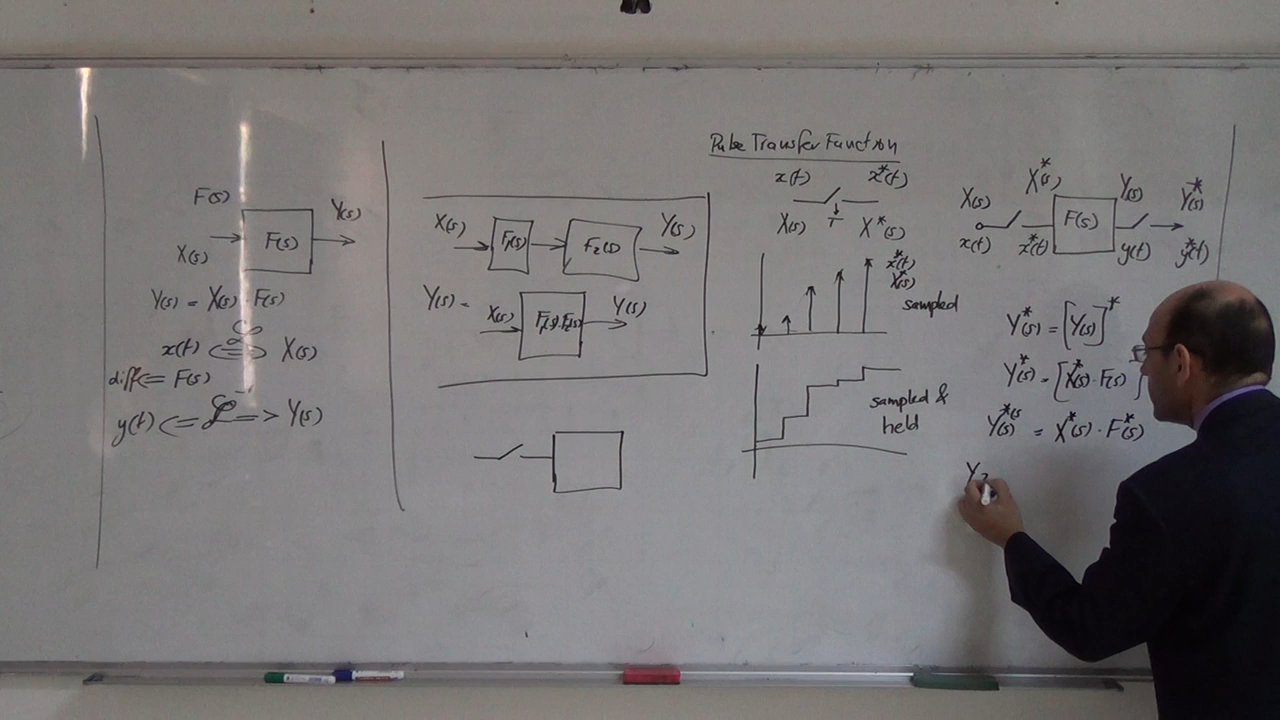 F(s)
Y(s)
X(s)
F(s)
Y(s) = X(s) · F(s)
x(t) <=> X(s)
diff <= F(s)
y(t) <= ℒ => Y(s)
X(s)
F₁(s)
F₂(s)
Y(s)
Y(s) =
X(s)
F₁(s).F₂(s)
Y(s)
Pulse Transfer Function
x(t) x*(t)
X(s) T X*(s)
x*(t)
X*(s)
sampled
sampled &
held
X(s) X*(s) Y(s) Y*(s)
F(s)
x(t) x*(t) y(t) y*(t)
Y*(s) = [Y(s)]*
Y*(s) = [X*(s) · F(s)
Y*(s) = X*(s) · F*(s)
Y